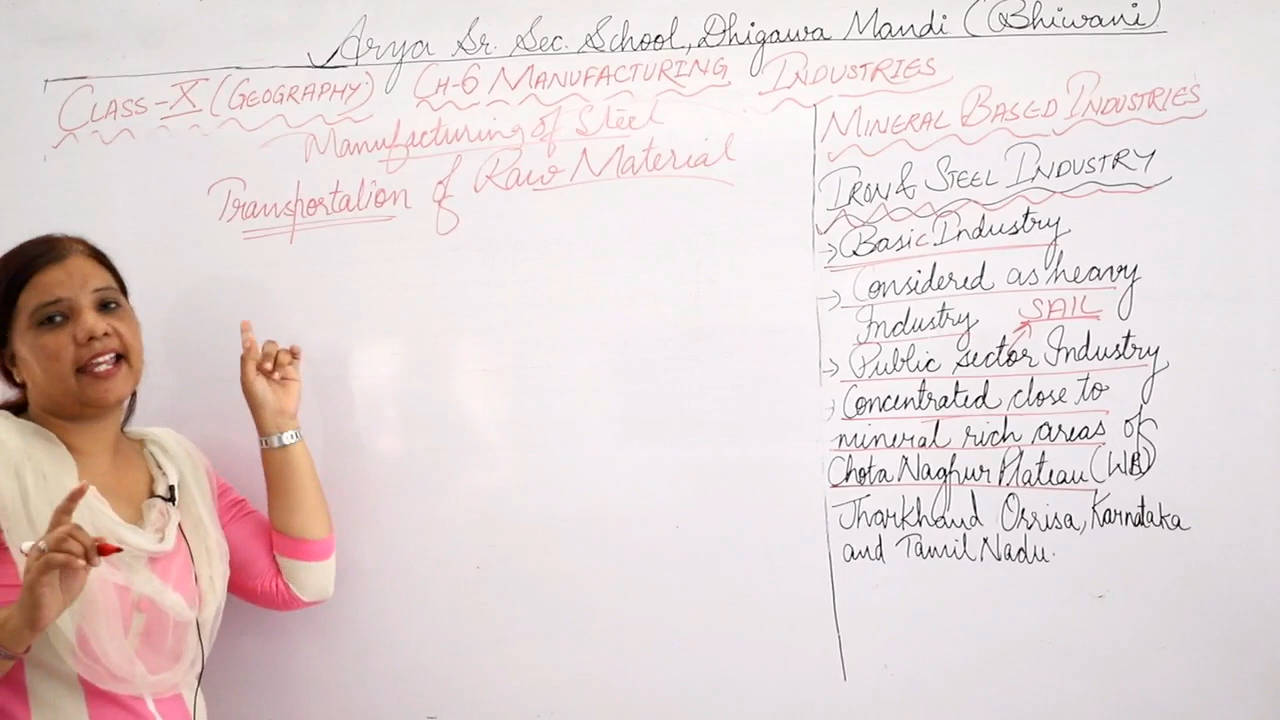 Arya Sr. Sec. School, Dhigawa Mandi (Bhiwani)
CLASS-X (GEOGRAPHY) CH-6 MANUFACTURING INDUSTRIES
Manufacturing of Steel
Transportation of Raw Material
MINERAL BASED INDUSTRIES
IRON & STEEL INDUSTRY
→ Basic Industry
→ Considered as heavy
Industry SAIL
→ Public sector Industry
→ Concentrated close to
mineral rich areas of
Chota Nagpur Plateau (WB)
Jharkhand Orrisa, Karnataka
and Tamil Nadu.